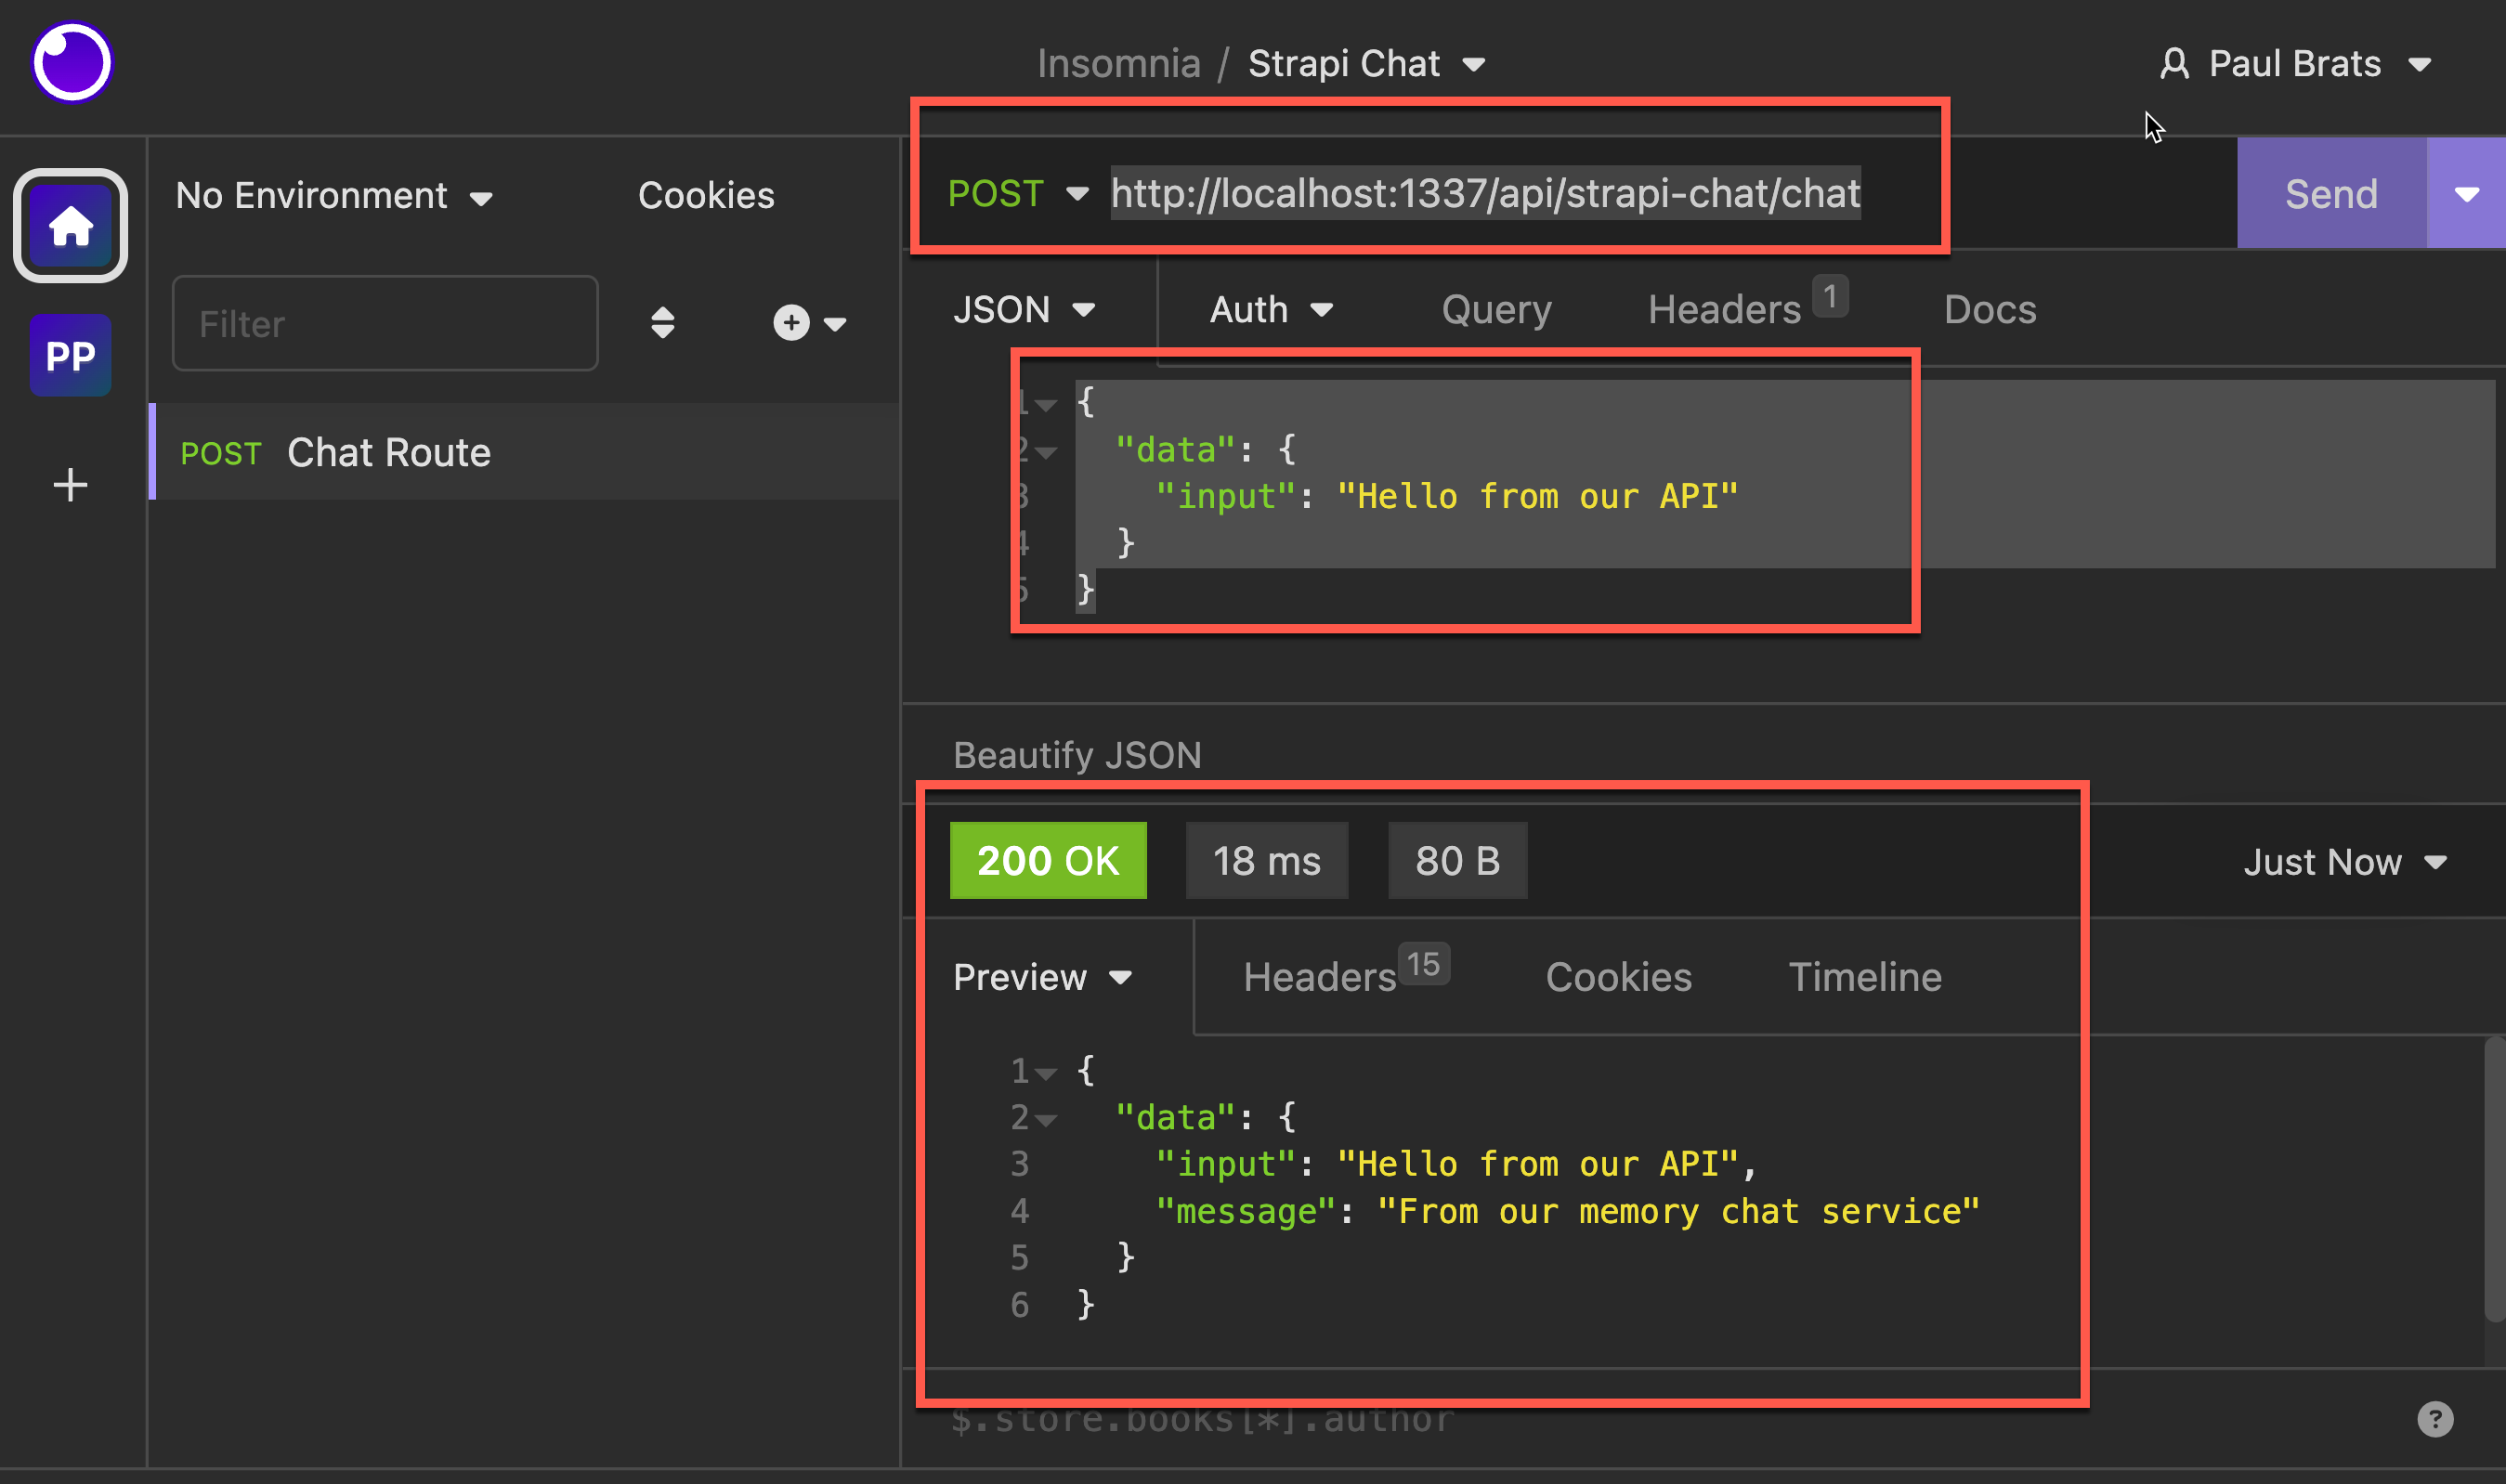 Insomnia / Strapi Chat
Paul Brats
No Environment
Cookies
POST http://localhost:1337/api/strapi-chat/chat
Send
Filter
JSON
Auth
Query
Headers 1
Docs
PP
POST Chat Route
1 {
2 "data": {
3 "input": "Hello from our API"
4 }
5 }
Beautify JSON
200 OK
18 ms
80 B
Just Now
Preview
Headers 15
Cookies
Timeline
1 {
2 "data": {
3 "input": "Hello from our API",
4 "message": "From our memory chat service"
5 }
6 }
$.store.books[*].author
?